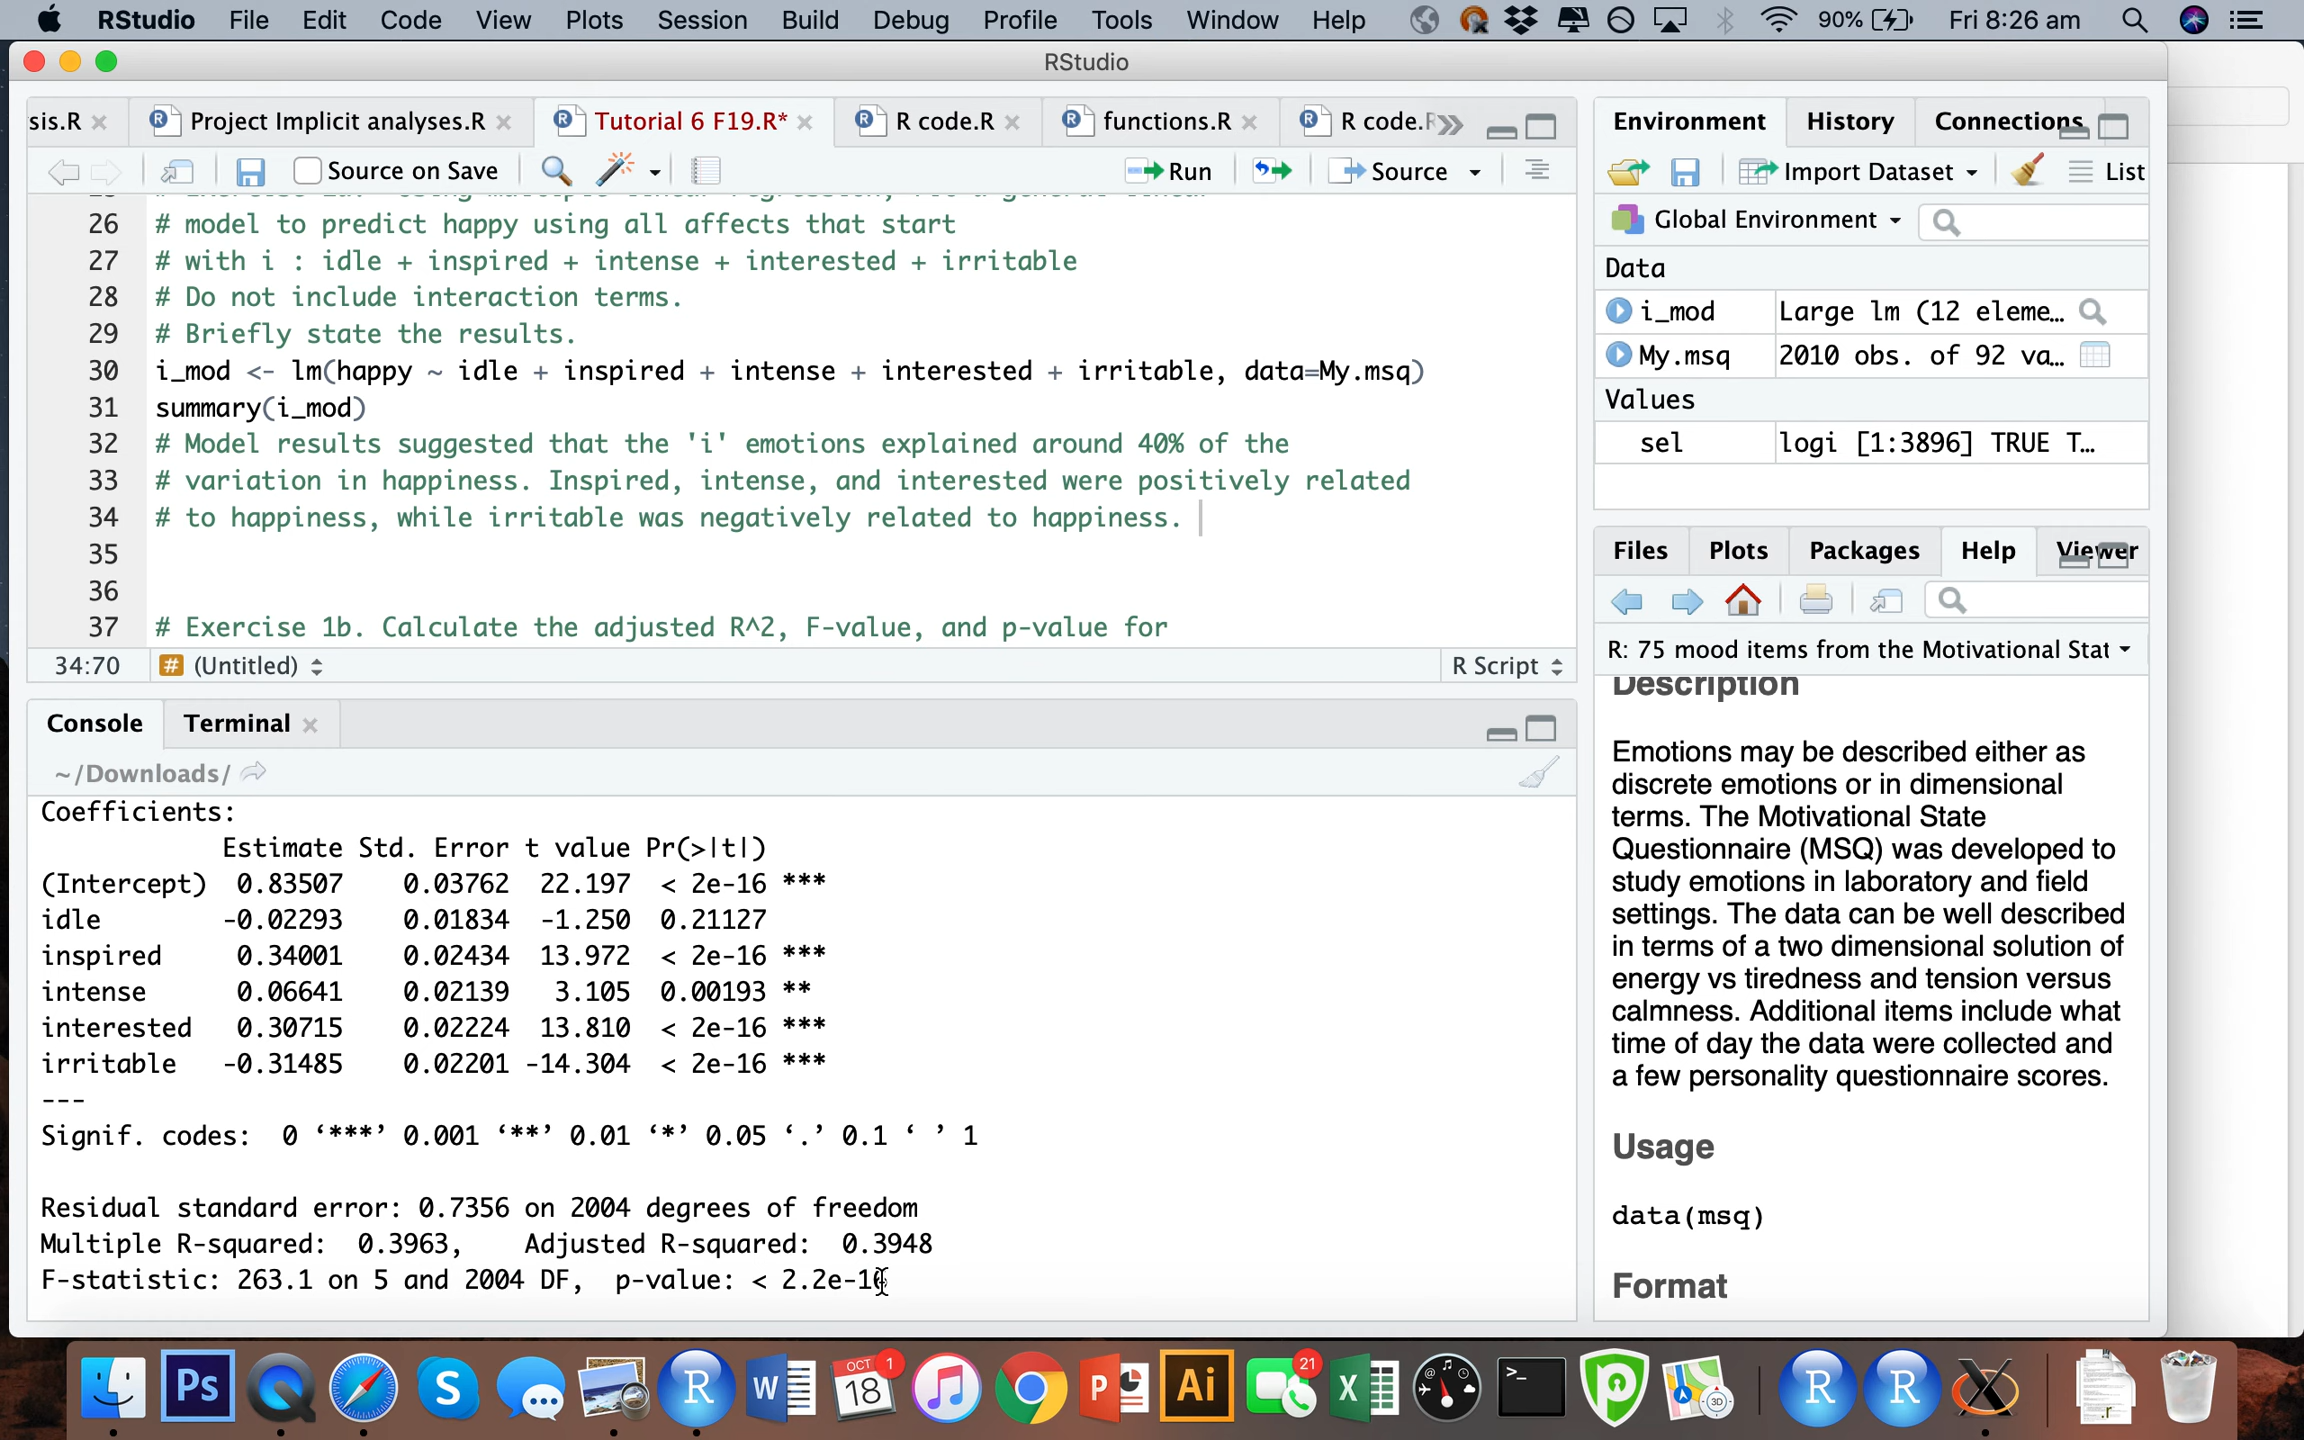 RStudio File Edit Code View Plots Session Build Debug Profile Tools Window Help 90% Fri 8:26 am
RStudio
sis.R Project Implicit analyses.R Tutorial 6 F19.R* R code.R functions.R R code.R
Source on Save Run Source
26 # model to predict happy using all affects that start
27 # with i : idle + inspired + intense + interested + irritable
28 # Do not include interaction terms.
29 # Briefly state the results.
30 i_mod <- lm(happy ~ idle + inspired + intense + interested + irritable, data=My.msq)
31 summary(i_mod)
32 # Model results suggested that the 'i' emotions explained around 40% of the
33 # variation in happiness. Inspired, intense, and interested were positively related
34 # to happiness, while irritable was negatively related to happiness.
35
36
37 # Exercise 1b. Calculate the adjusted R^2, F-value, and p-value for
34:70 # (Untitled) R Script
Console Terminal
~/Downloads/
Coefficients:
Estimate Std. Error t value Pr(>|t|)
(Intercept) 0.83507 0.03762 22.197 < 2e-16 ***
idle -0.02293 0.01834 -1.250 0.21127
inspired 0.34001 0.02434 13.972 < 2e-16 ***
intense 0.06641 0.02139 3.105 0.00193 **
interested 0.30715 0.02224 13.810 < 2e-16 ***
irritable -0.31485 0.02201 -14.304 < 2e-16 ***
---
Signif. codes: 0 ‘***’ 0.001 ‘**’ 0.01 ‘*’ 0.05 ‘.’ 0.1 ‘ ’ 1
Residual standard error: 0.7356 on 2004 degrees of freedom
Multiple R-squared: 0.3963, Adjusted R-squared: 0.3948
F-statistic: 263.1 on 5 and 2004 DF, p-value: < 2.2e-16
Environment History Connections
Import Dataset List
Global Environment
Data
i_mod Large lm (12 eleme…
My.msq 2010 obs. of 92 va…
Values
sel logi [1:3896] TRUE T…
Files Plots Packages Help Viewer
R: 75 mood items from the Motivational Stat
Description
Emotions may be described either as
discrete emotions or in dimensional
terms. The Motivational State
Questionnaire (MSQ) was developed to
study emotions in laboratory and field
settings. The data can be well described
in terms of a two dimensional solution of
energy vs tiredness and tension versus
calmness. Additional items include what
time of day the data were collected and
a few personality questionnaire scores.
Usage
data(msq)
Format
Ps S R W OCT 18 1 P Ai 21 X >_ 3D R R X .r